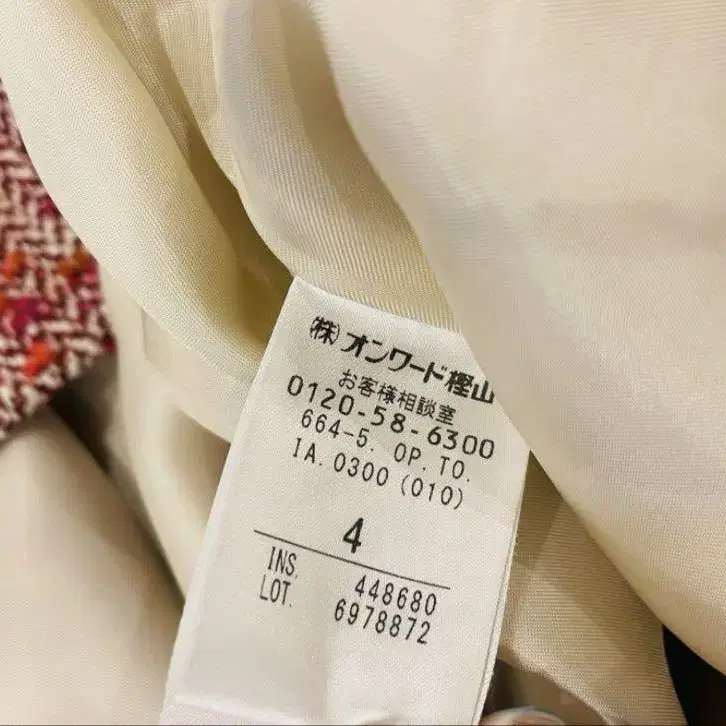 ㈱オンワード樫山
お客様相談室
0120-58-6300
664-5. OP. TO.
IA. 0300 (010)
4
INS. 448680
LOT. 6978872